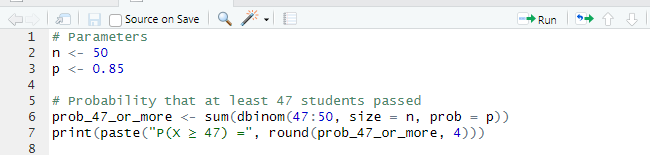 Source on Save
Run
1 # Parameters
2 n <- 50
3 p <- 0.85
4
5 # Probability that at least 47 students passed
6 prob_47_or_more <- sum(dbinom(47:50, size = n, prob = p))
7 print(paste("P(X ≥ 47) =", round(prob_47_or_more, 4)))
8